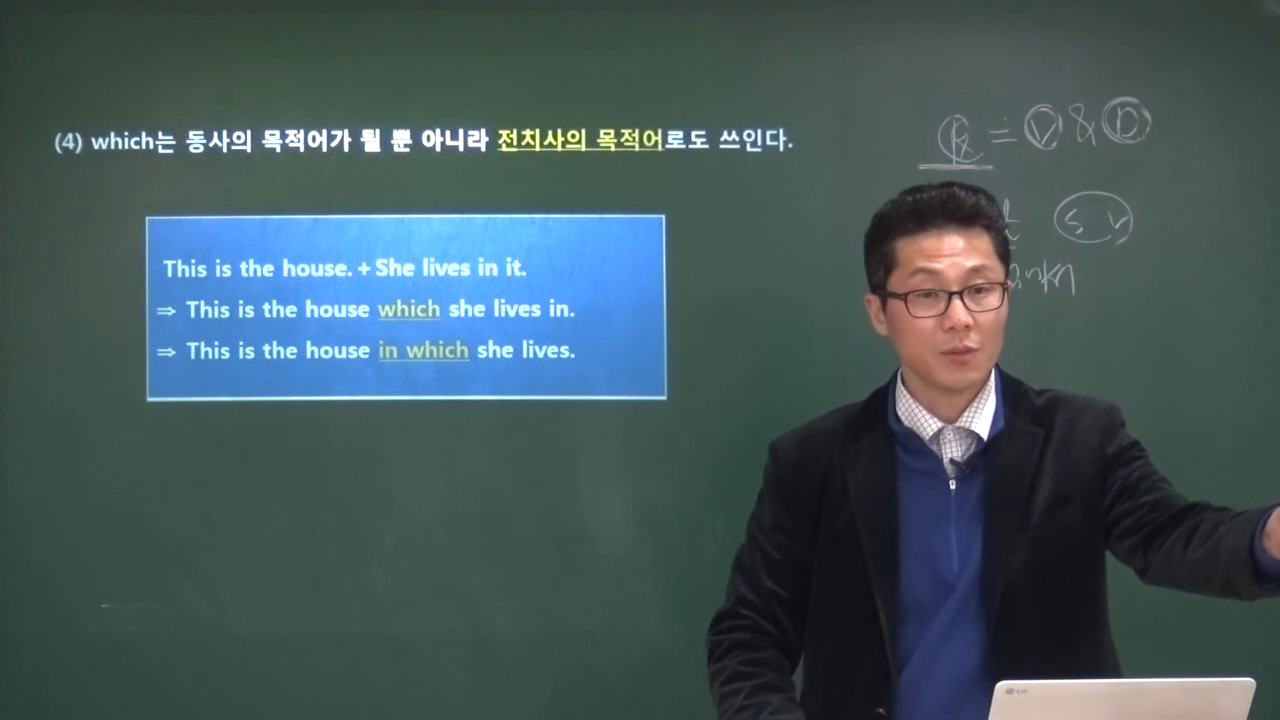 (4) which는 동사의 목적어가 될 뿐 아니라 전치사의 목적어로도 쓰인다.
This is the house. + She lives in it.
⇒ This is the house which she lives in.
⇒ This is the house in which she lives.
&
S V
LG